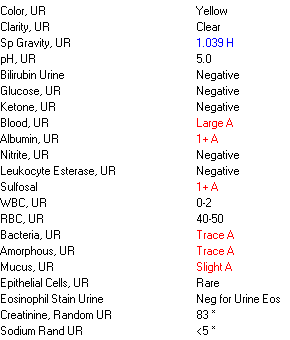 Color, UR Yellow
Clarity, UR Clear
Sp Gravity, UR 1.039 H
pH, UR 5.0
Bilirubin Urine Negative
Glucose, UR Negative
Ketone, UR Negative
Blood, UR Large A
Albumin, UR 1+ A
Nitrite, UR Negative
Leukocyte Esterase, UR Negative
Sulfosal 1+ A
WBC, UR 0-2
RBC, UR 40-50
Bacteria, UR Trace A
Amorphous, UR Trace A
Mucus, UR Slight A
Epithelial Cells, UR Rare
Eosinophil Stain Urine Neg for Urine Eos
Creatinine, Random UR 83 *
Sodium Rand UR <5 *